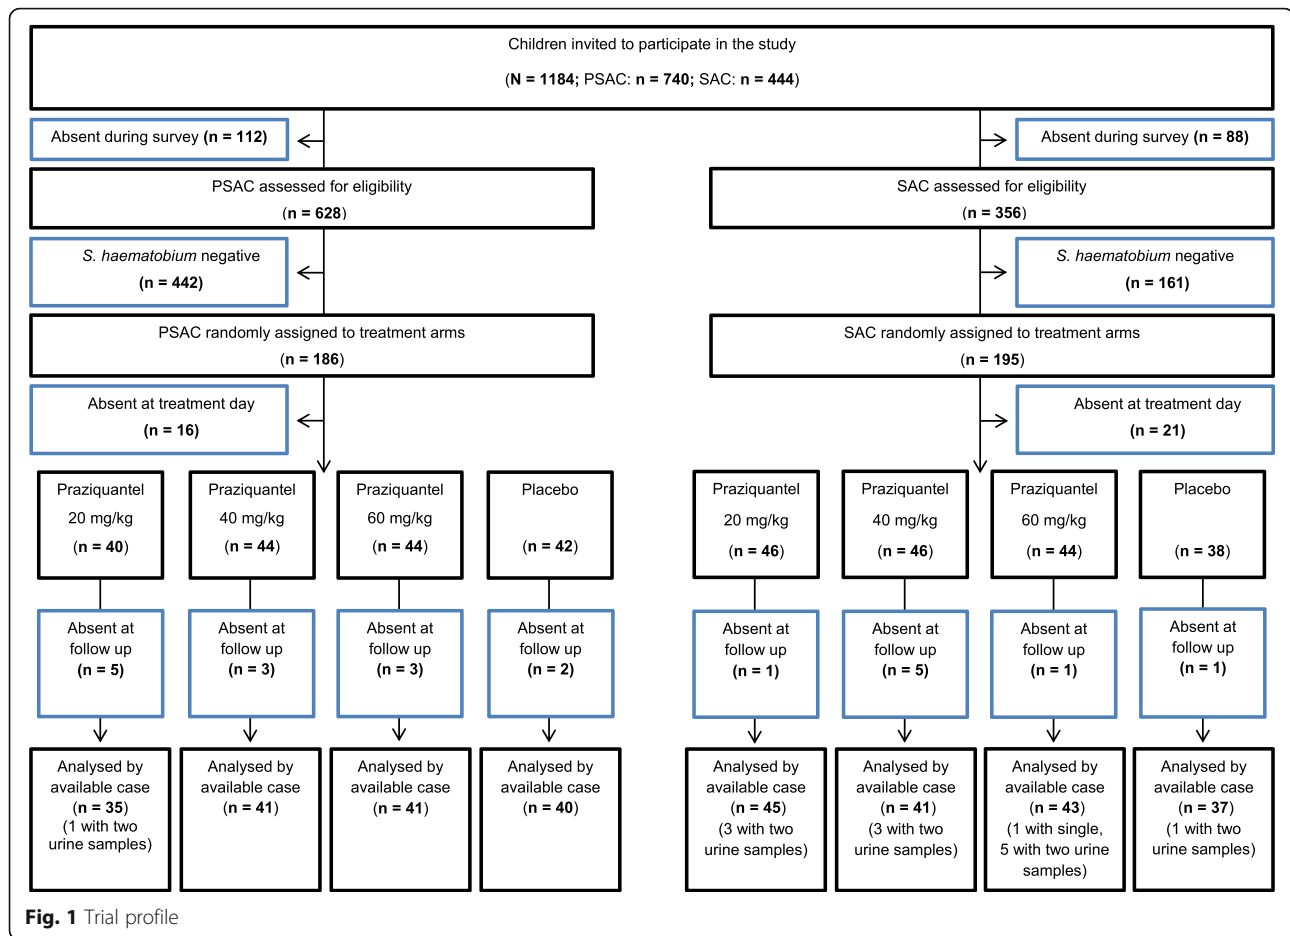 Children invited to participate in the study
(N = 1184; PSAC: n = 740; SAC: n = 444)
Absent during survey (n = 112)
Absent during survey (n = 88)
PSAC assessed for eligibility
(n = 628)
SAC assessed for eligibility
(n = 356)
S. haematobium negative
(n = 442)
S. haematobium negative
(n = 161)
PSAC randomly assigned to treatment arms
(n = 186)
SAC randomly assigned to treatment arms
(n = 195)
Absent at treatment day
(n = 16)
Absent at treatment day
(n = 21)
Praziquantel
20 mg/kg
(n = 40)
Praziquantel
40 mg/kg
(n = 44)
Praziquantel
60 mg/kg
(n = 44)
Placebo
(n = 42)
Praziquantel
20 mg/kg
(n = 46)
Praziquantel
40 mg/kg
(n = 46)
Praziquantel
60 mg/kg
(n = 44)
Placebo
(n = 38)
Absent at
follow up
(n = 5)
Absent at
follow up
(n = 3)
Absent at
follow up
(n = 3)
Absent at
follow up
(n = 2)
Absent at
follow up
(n = 1)
Absent at
follow up
(n = 5)
Absent at
follow up
(n = 1)
Absent at
follow up
(n = 1)
Analysed by
available case
(n = 35)
(1 with two
urine samples)
Analysed by
available case
(n = 41)
Analysed by
available case
(n = 41)
Analysed by
available case
(n = 40)
Analysed by
available case
(n = 45)
(3 with two
urine samples)
Analysed by
available case
(n = 41)
(3 with two
urine samples)
Analysed by
available case
(n = 43)
(1 with single,
5 with two urine
samples)
Analysed by
available case
(n = 37)
(1 with two
urine samples)
Fig. 1 Trial profile